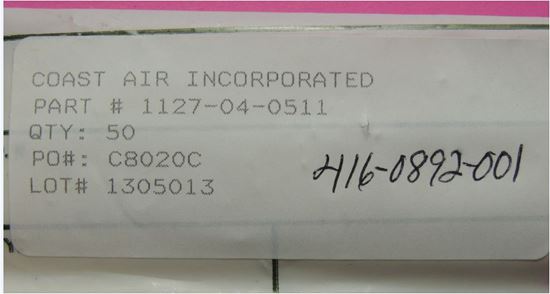 COAST AIR INCORPORATED
PART # 1127-04-0511
QTY: 50
PO#: C8020C
LOT# 1305013
416-0892-001